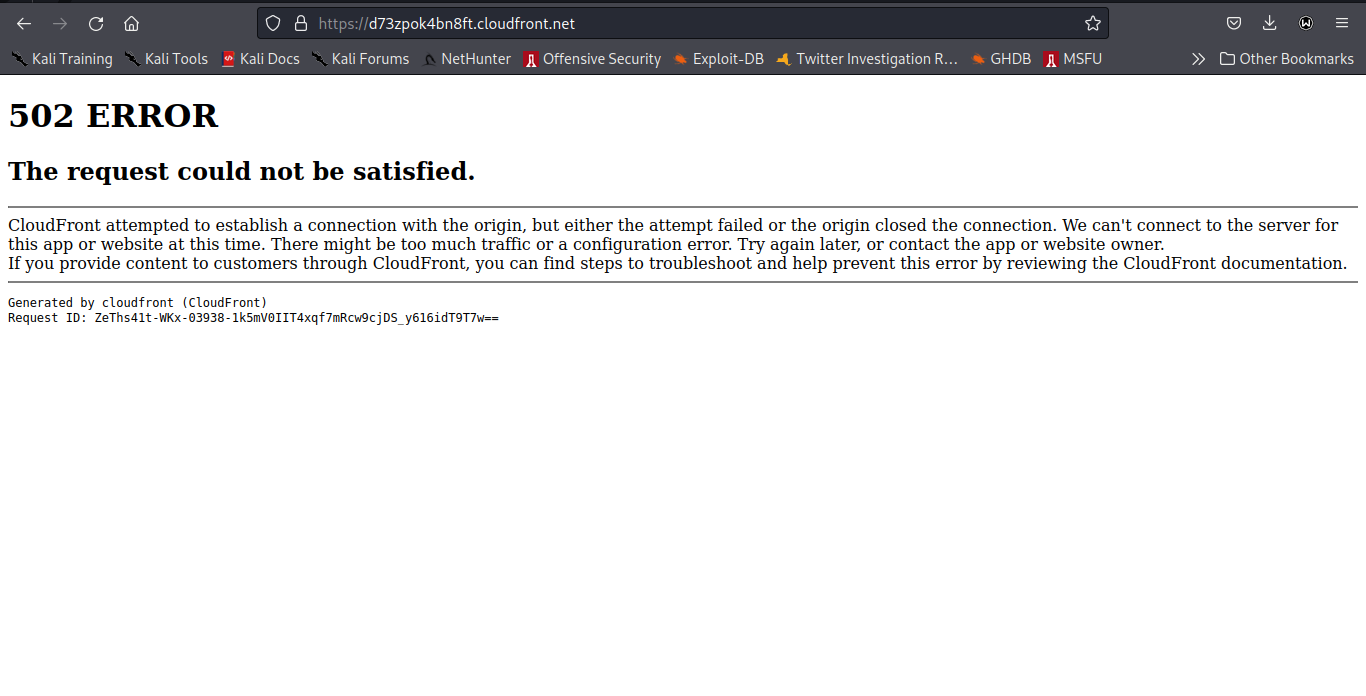 https://d73zpok4bn8ft.cloudfront.net
Kali Training Kali Tools Kali Docs Kali Forums NetHunter Offensive Security Exploit-DB Twitter Investigation R… GHDB MSFU Other Bookmarks
502 ERROR
The request could not be satisfied.
CloudFront attempted to establish a connection with the origin, but either the attempt failed or the origin closed the connection. We can't connect to the server for
this app or website at this time. There might be too much traffic or a configuration error. Try again later, or contact the app or website owner.
If you provide content to customers through CloudFront, you can find steps to troubleshoot and help prevent this error by reviewing the CloudFront documentation.
Generated by cloudfront (CloudFront)
Request ID: ZeThs41t-WKx-03938-1k5mV0IIT4xqf7mRcw9cjDS_y616idT9T7w==